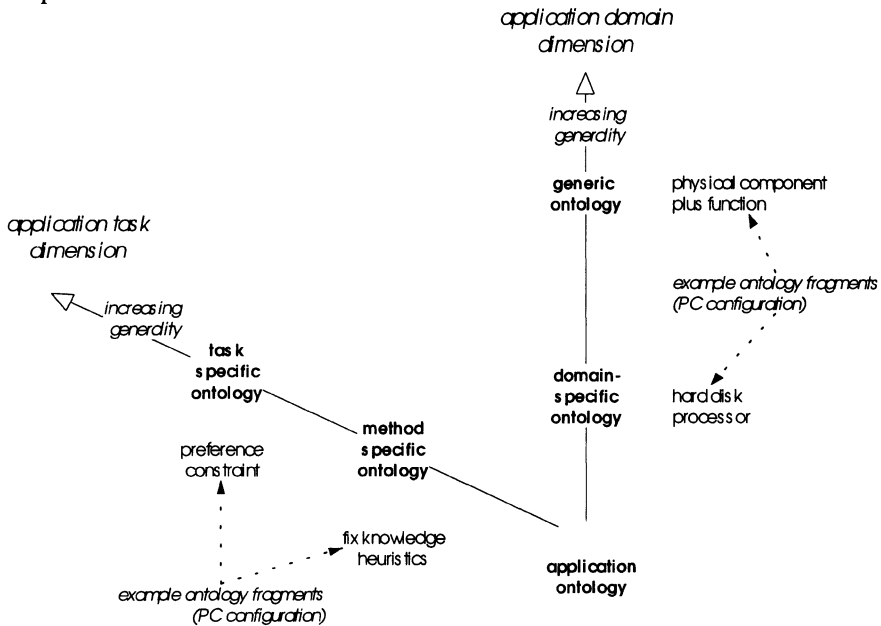 application domain
dimension
increasing
generality
generic
ontology
physical component
plus function
application task
dimension
example ontology fragments
(PC configuration)
increasing
generality
task
specific
ontology
domain-
specific
ontology
hard disk
processor
method
specific
ontology
preference
constraint
fix knowledge
heuristics
application
ontology
example ontology fragments
(PC configuration)